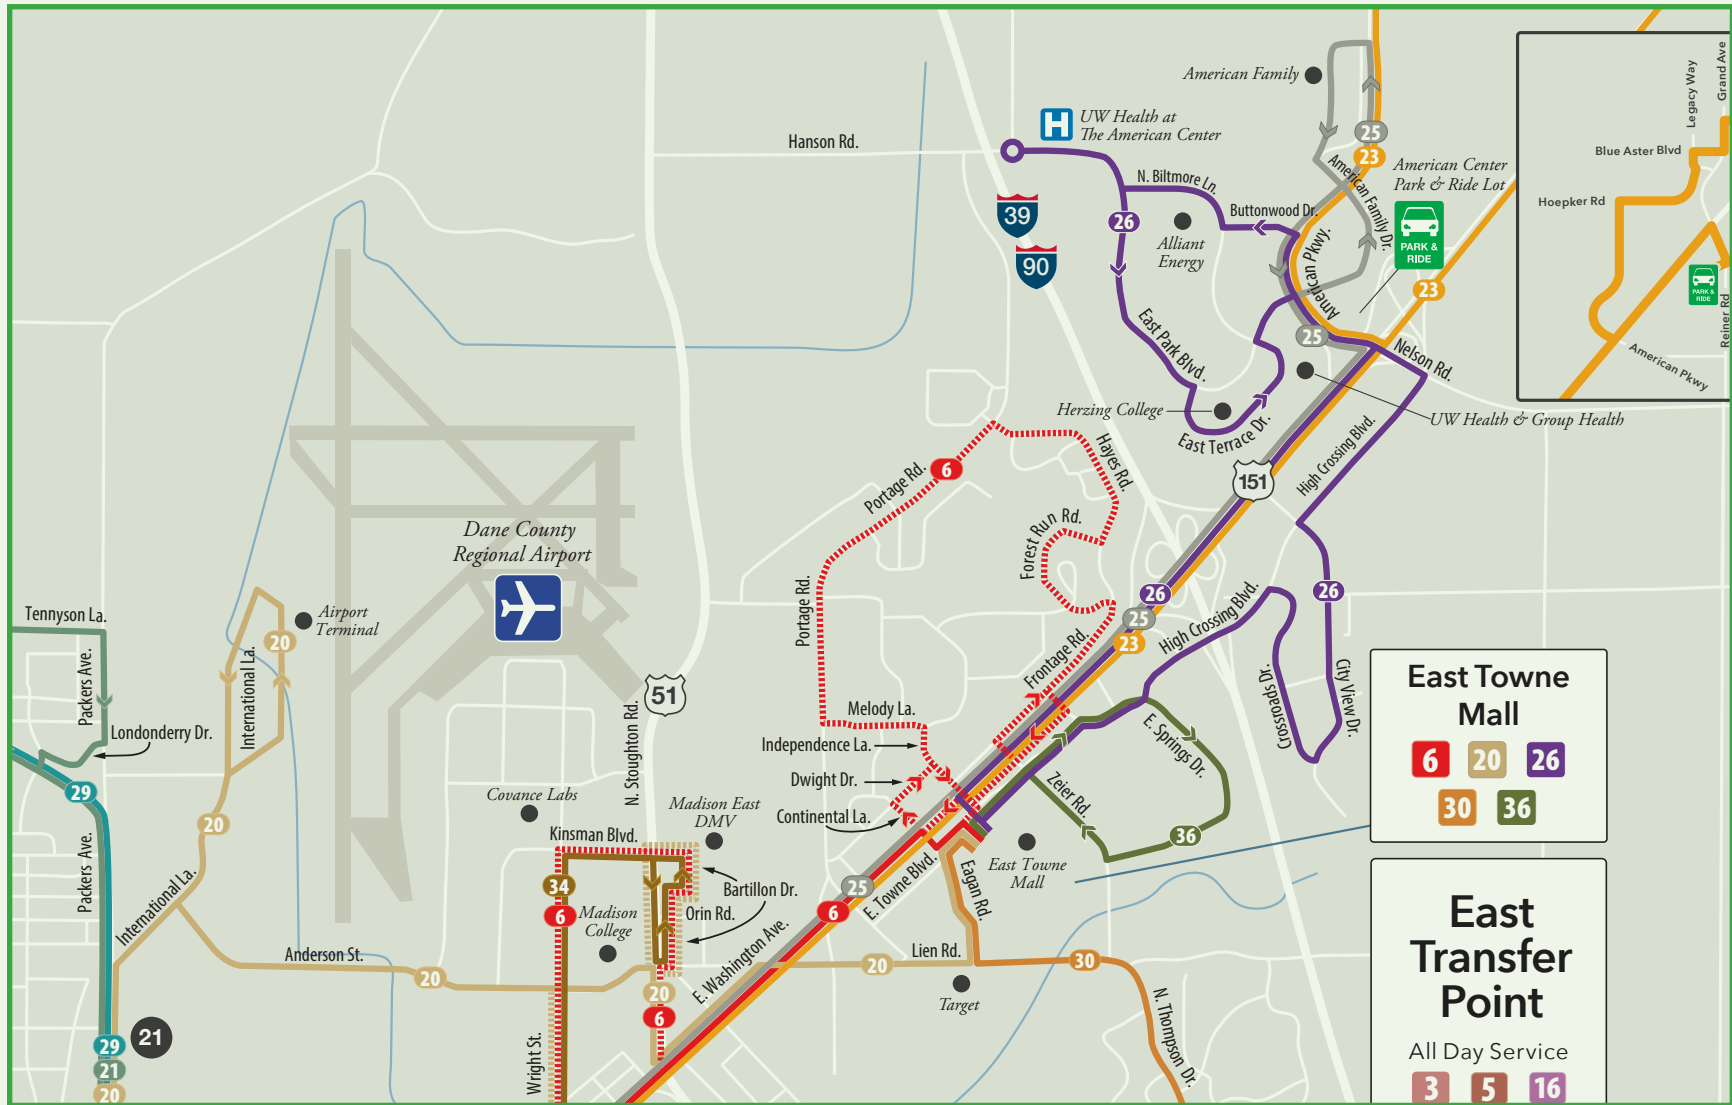 American Family
25
23
American Center
Park & Ride Lot
PARK &
RIDE
23
American Family Dr.
H
UW Health at
The American Center
Hanson Rd.
N. Biltmore Ln.
Buttonwood Dr.
26
39
90
Alliant
Energy
American Pkwy.
25
East Park Blvd.
Herzing College
East Terrace Dr.
Nelson Rd.
UW Health & Group Health
High Crossing Blvd.
151
Legacy Way
Grand Ave
Blue Aster Blvd
Hoepker Rd
PARK &
RIDE
Reiner Rd
American Pkwy
Portage Rd.
6
Hayes Rd.
Forest Run Rd.
Portage Rd.
Dane County
Regional Airport
26
25
23
Frontage Rd.
High Crossing Blvd.
26
Crossroads Dr.
City View Dr.
Tennyson La.
Packers Ave.
Londonderry Dr.
Airport
Terminal
20
International La.
51
N. Stoughton Rd.
Melody La.
Independence La.
Dwight Dr.
Continental La.
E. Springs Dr.
Zeier Rd.
36
29
20
Covance Labs
Madison East
DMV
Kinsman Blvd.
34
6
Bartillon Dr.
Orin Rd.
Madison
College
25
6
E. Towne Blvd.
East Towne
Mall
Eagan Rd.
Packers Ave.
International La.
Anderson St.
20
20
6
E. Washington Ave.
20
Lien Rd.
30
Target
N. Thompson Dr.
Wright St.
29
21
20
21
East Towne
Mall
6 20 26
30 36
East
Transfer
Point
All Day Service
3 5 16